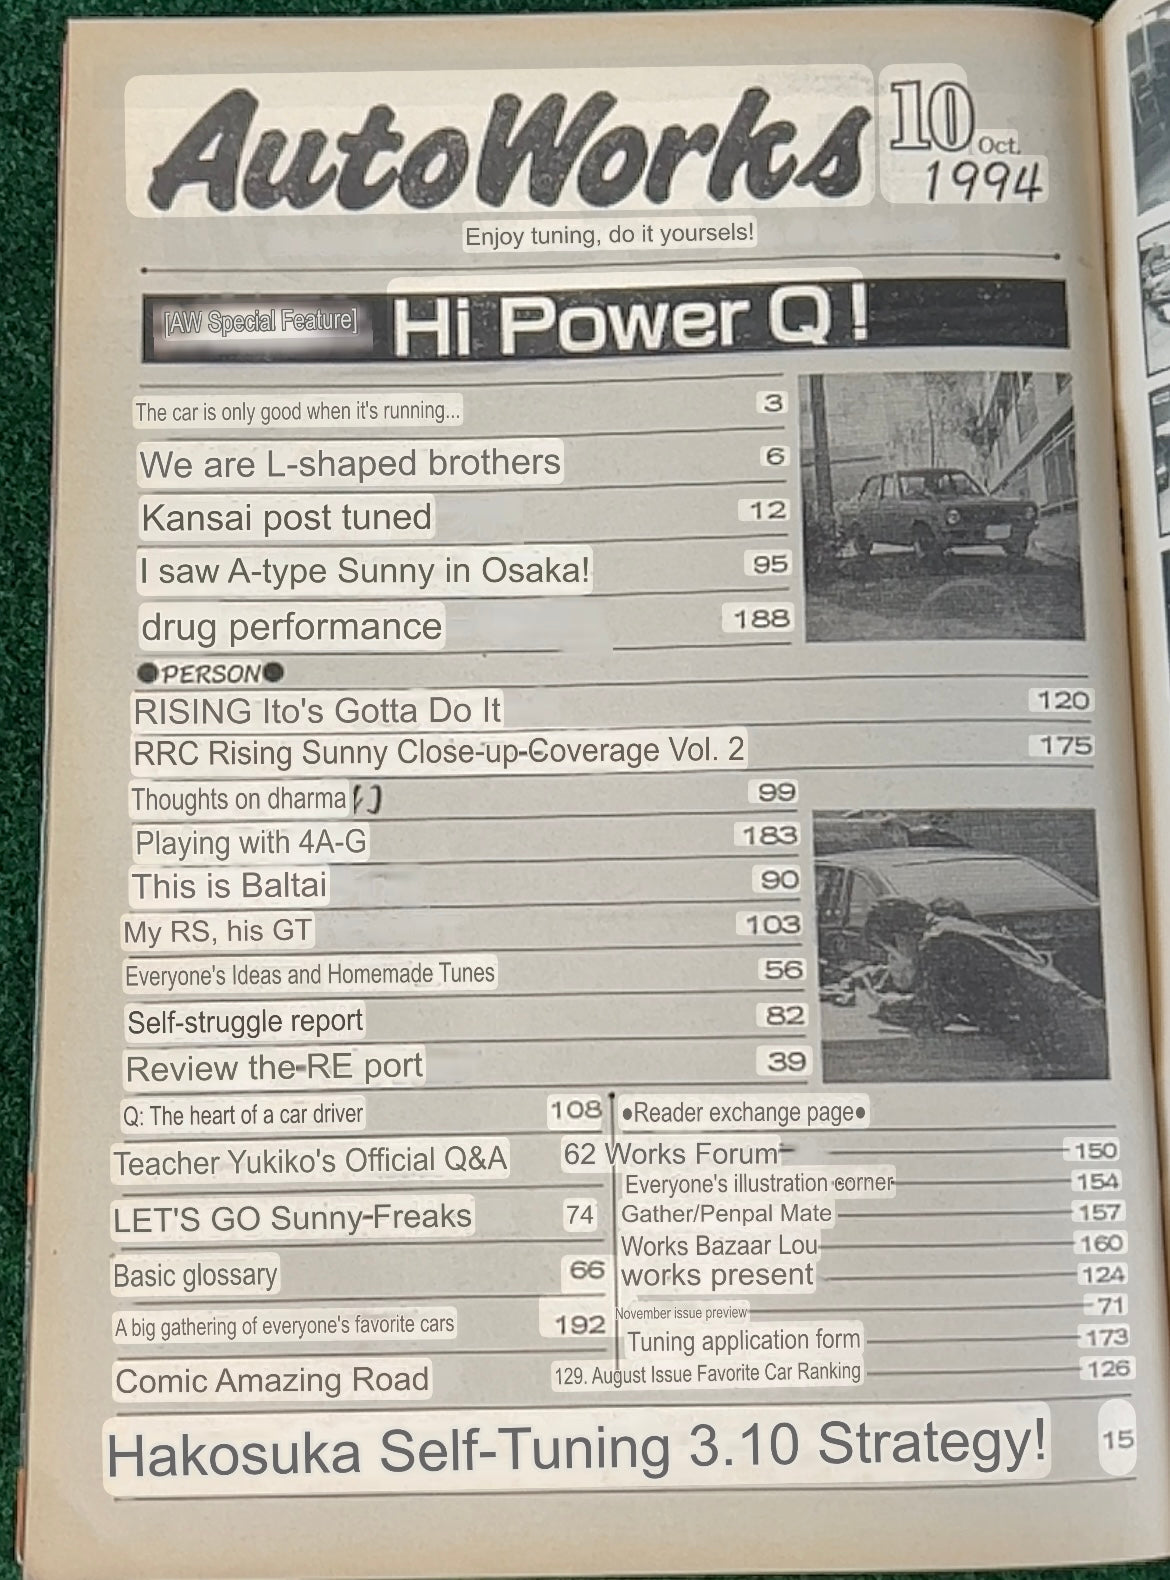 AutoWorks
10 Oct.
1994
Enjoy tuning, do it yoursels!
[AW Special Feature] Hi Power Q!
The car is only good when it's running... 3
We are L-shaped brothers 6
Kansai post tuned 12
I saw A-type Sunny in Osaka! 95
drug performance 188
●PERSON●
RISING Ito's Gotta Do It 120
RRC Rising Sunny Close-up-Coverage Vol. 2 175
Thoughts on dharma 99
Playing with 4A-G 183
This is Baltai 90
My RS, his GT 103
Everyone's Ideas and Homemade Tunes 56
Self-struggle report 82
Review the-RE port 39
Q: The heart of a car driver 108
Teacher Yukiko's Official Q&A 62
LET'S GO Sunny-Freaks 74
Basic glossary 66
A big gathering of everyone's favorite cars 192
Comic Amazing Road 129.
●Reader exchange page●
Works Forum 150
Everyone's illustration corner 154
Gather/Penpal Mate 157
Works Bazaar Lou 160
works present 124
November issue preview 71
Tuning application form 173
August Issue Favorite Car Ranking 126
Hakosuka Self-Tuning 3.10 Strategy! 15